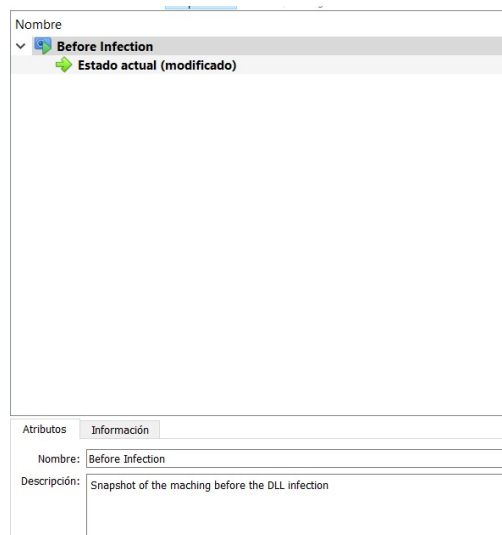 Nombre
Before Infection
Estado actual (modificado)
Atributos Información
Nombre: Before Infection
Descripción: Snapshot of the maching before the DLL infection